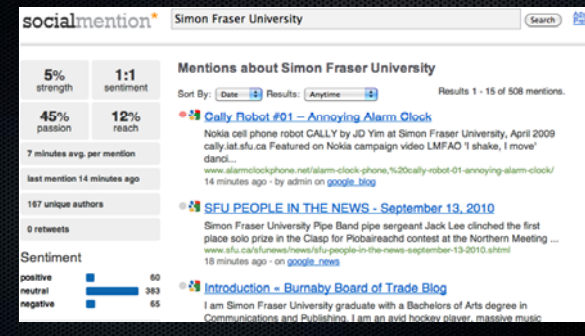 socialmention*
Simon Fraser University
Search
5%
strength
1:1
sentiment
45%
passion
12%
reach
7 minutes avg. per mention
last mention 14 minutes ago
167 unique authors
0 retweets
Sentiment
positive 60
neutral 383
negative 65
Mentions about Simon Fraser University
Sort By: Date Results: Anytime Results 1 - 15 of 508 mentions.
Cally Robot #01 – Annoying Alarm Clock
Nokia cell phone robot CALLY by JD Yim at Simon Fraser University, April 2009
cally.iat.sfu.ca Featured on Nokia campaign video LMFAO 'I shake, I move'
danci...
www.alarmclockphone.net/alarm-clock-phone,%20cally-robot-01-annoying-alarm-clock/
14 minutes ago - by admin on google_blog
SFU PEOPLE IN THE NEWS - September 13, 2010
Simon Fraser University Pipe Band pipe sergeant Jack Lee clinched the first
place solo prize in the Clasp for Piobaireachd contest at the Northern Meeting ...
www.sfu.ca/sfunews/news/sfu-people-in-the-news-september-13-2010.shtml
18 minutes ago - on google_news
Introduction « Burnaby Board of Trade Blog
I am Simon Fraser University graduate with a Bachelors of Arts degree in
Communications and Publishing. I am an avid hockey player, massive music